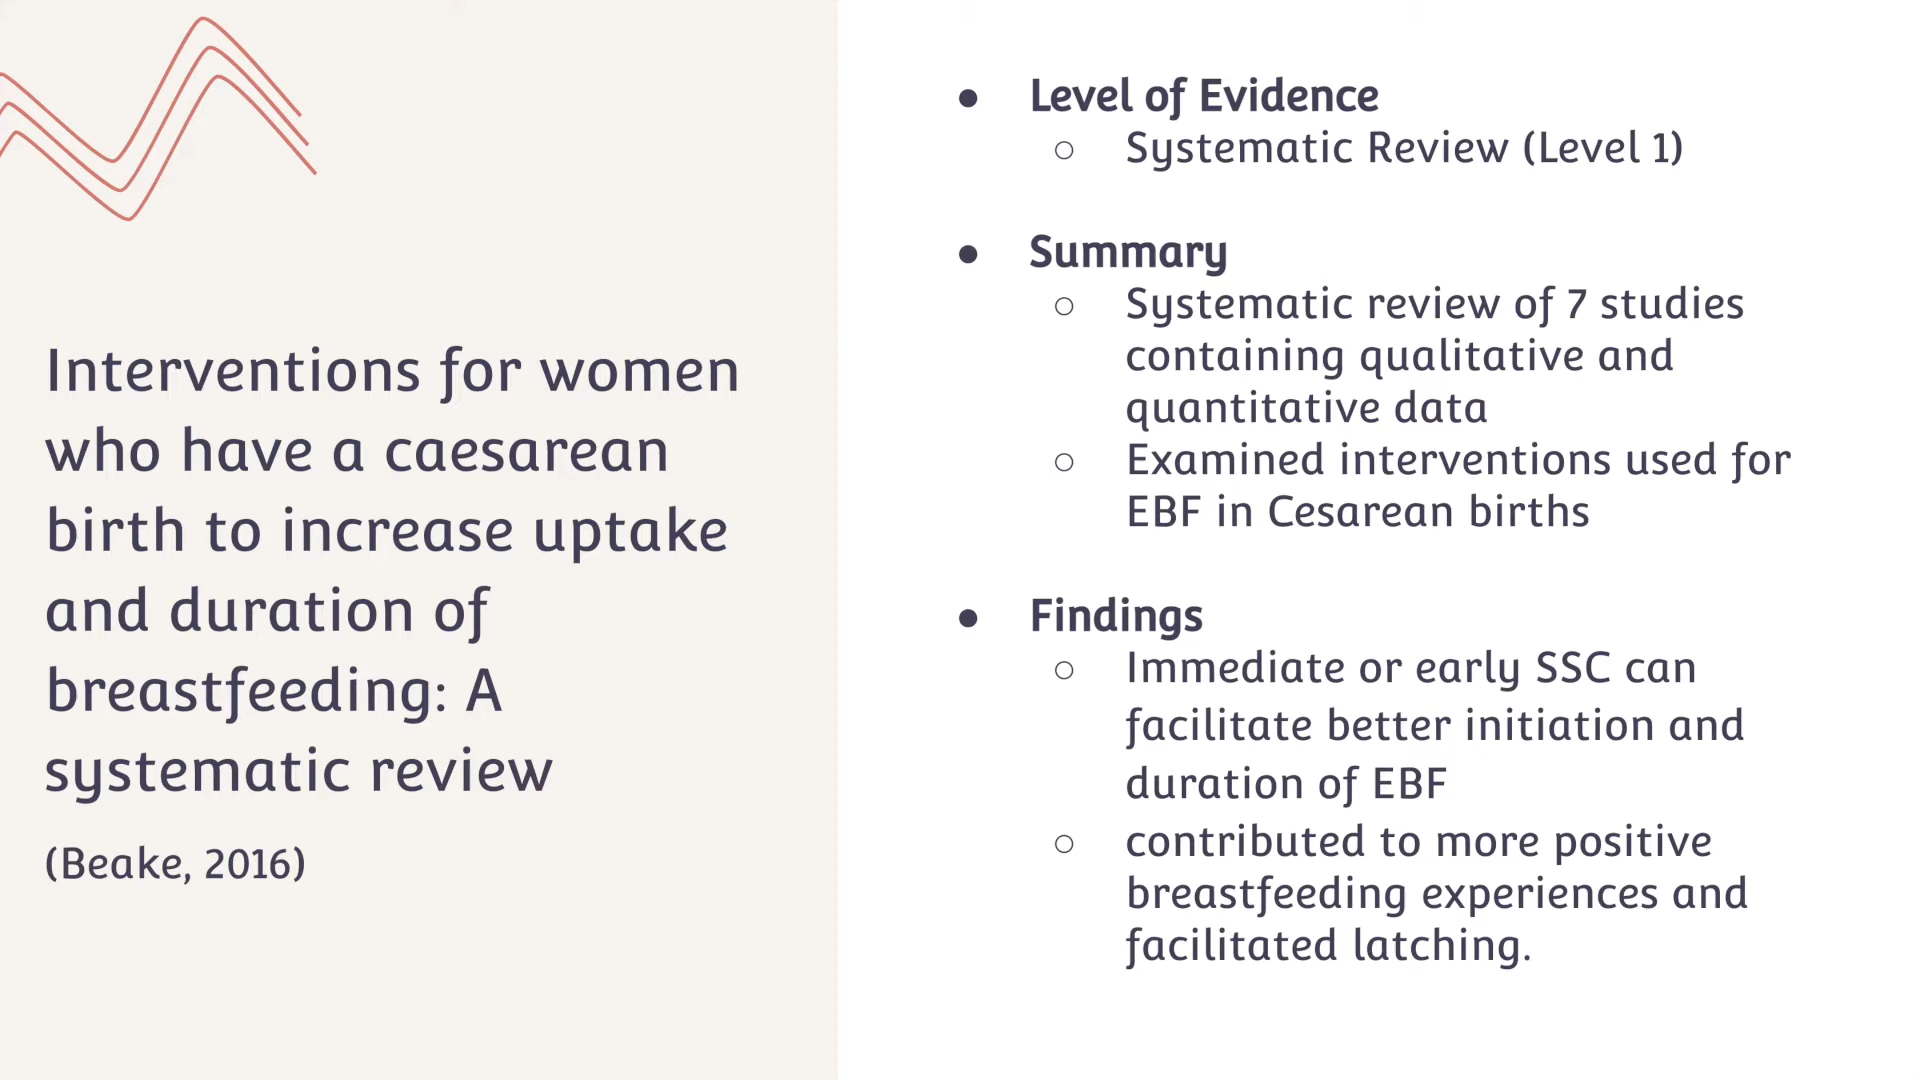 Interventions for women
who have a caesarean
birth to increase uptake
and duration of
breastfeeding: A
systematic review
(Beake, 2016)
● Level of Evidence
○ Systematic Review (Level 1)
● Summary
○ Systematic review of 7 studies
containing qualitative and
quantitative data
○ Examined interventions used for
EBF in Cesarean births
● Findings
○ Immediate or early SSC can
facilitate better initiation and
duration of EBF
○ contributed to more positive
breastfeeding experiences and
facilitated latching.